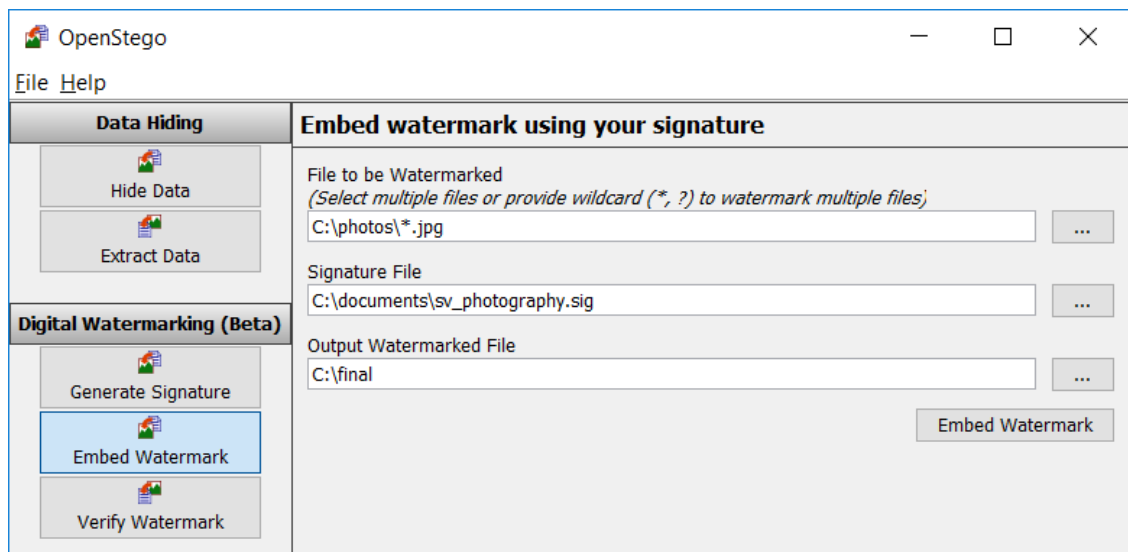 OpenStego
File Help
Data Hiding
Hide Data
Extract Data
Digital Watermarking (Beta)
Generate Signature
Embed Watermark
Verify Watermark
Embed watermark using your signature
File to be Watermarked
(Select multiple files or provide wildcard (*, ?) to watermark multiple files)
C:\photos\*.jpg
...
Signature File
C:\documents\sv_photography.sig
...
Output Watermarked File
C:\final
...
Embed Watermark